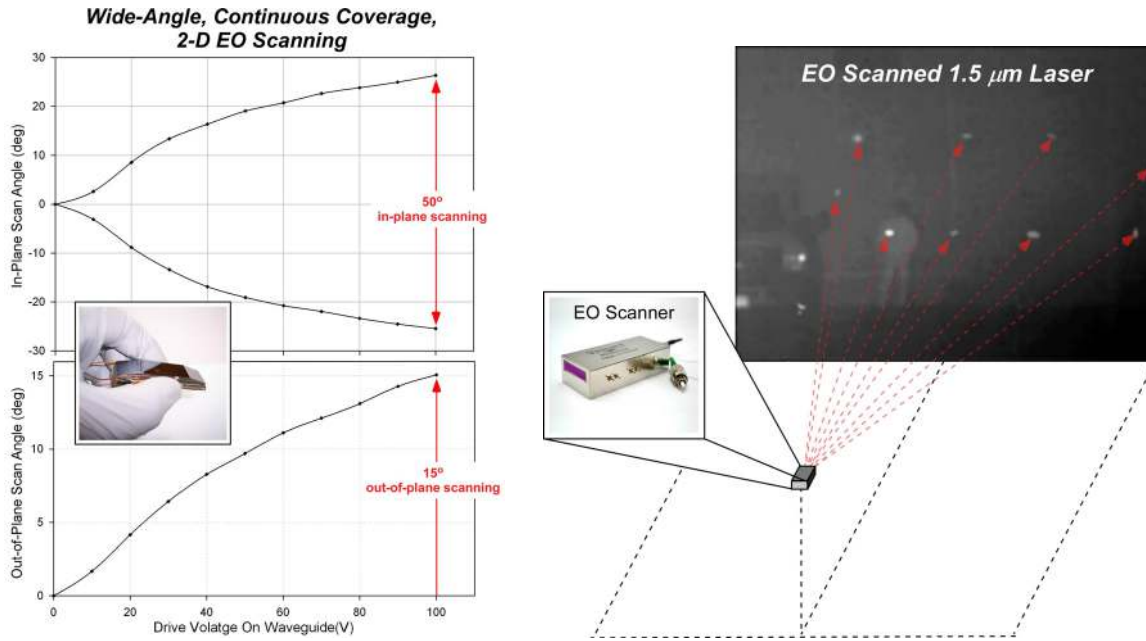 Wide-Angle, Continuous Coverage,
2-D EO Scanning
30
20
10
0
-10
-20
-30
In-Plane Scan Angle (deg)
50º
in-plane scanning
15
10
5
0
Out-of-Plane Scan Angle (deg)
15º
out-of-plane scanning
0
20
40
60
80
100
Drive Volatge On Waveguide(V)
EO Scanned 1.5 µm Laser
EO Scanner